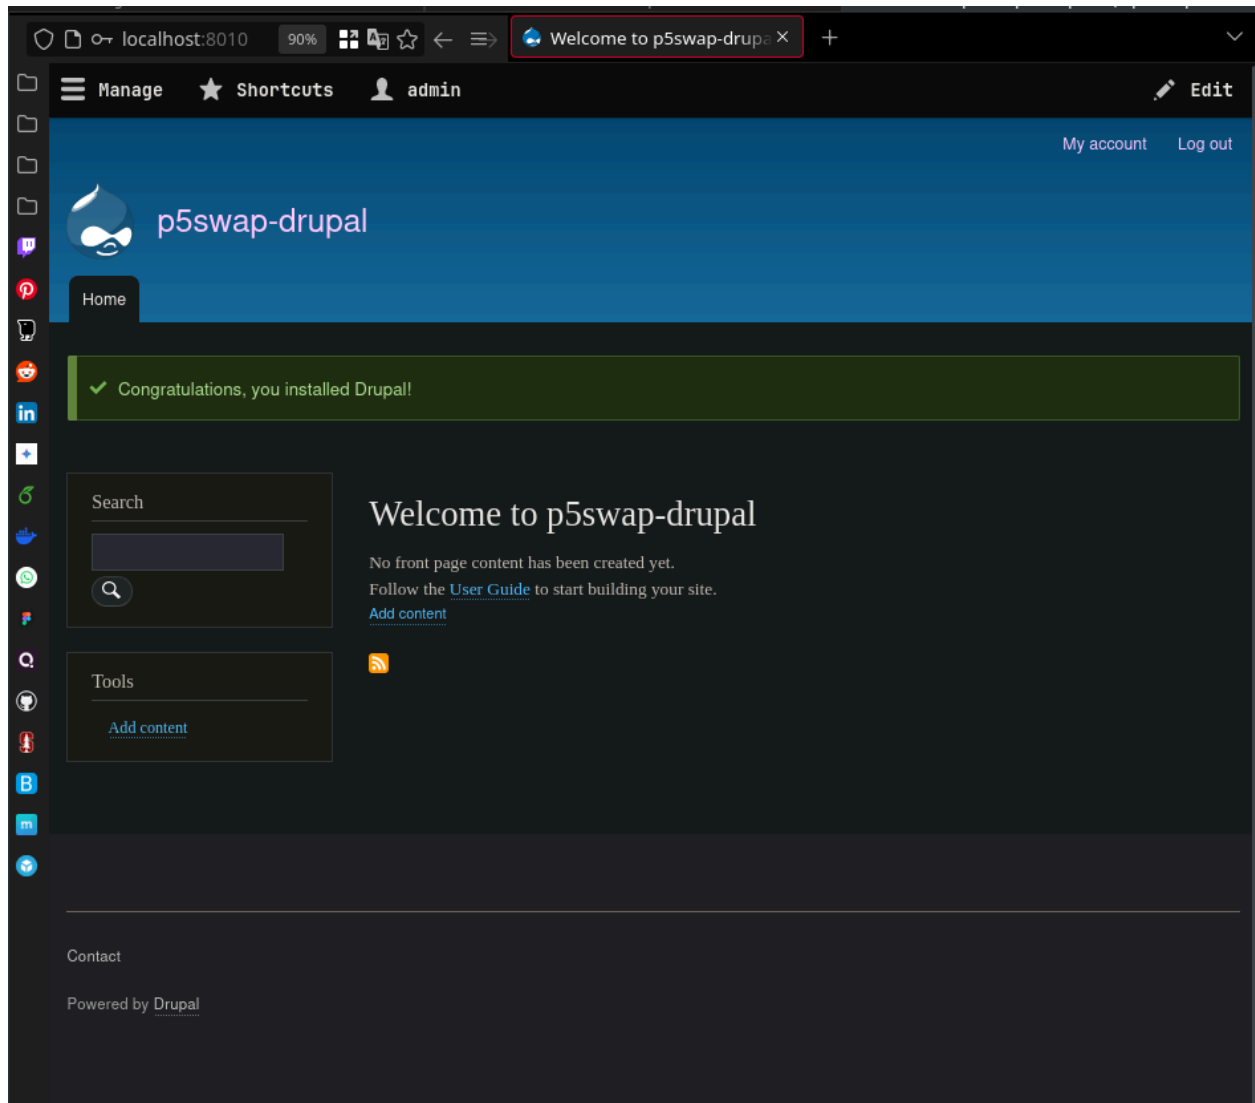 localhost:8010
90%
Welcome to p5swap-drupa
Manage
Shortcuts
admin
Edit
My account
Log out
p5swap-drupal
Home
Congratulations, you installed Drupal!
Search
Welcome to p5swap-drupal
No front page content has been created yet.
Follow the User Guide to start building your site.
Add content
Tools
Add content
Contact
Powered by Drupal